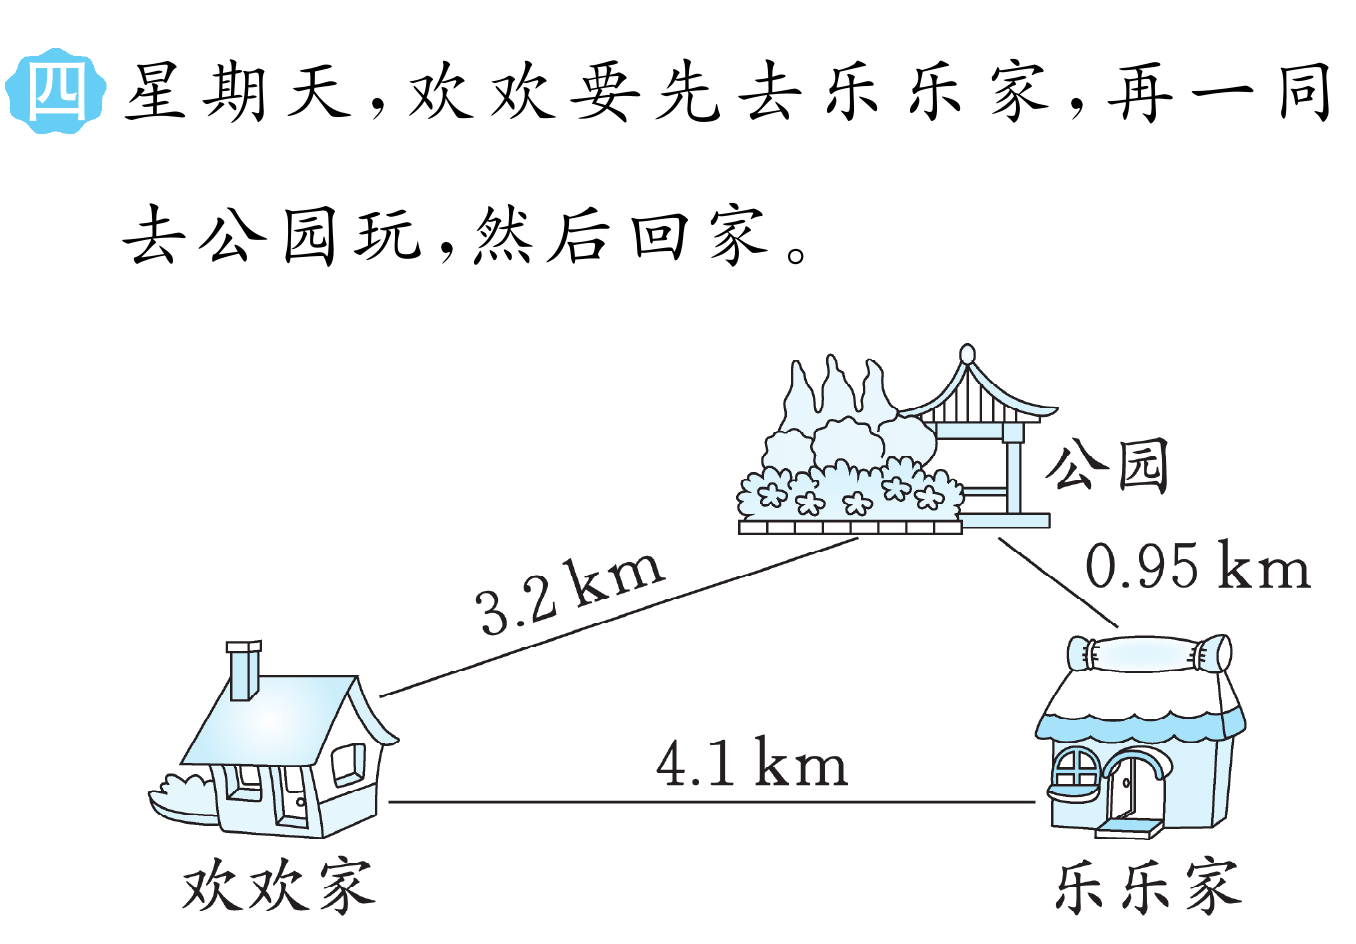 四 星期天,欢欢要先去乐乐家,再一同
去公园玩,然后回家。
公园
3.2 km
0.95 km
4.1 km
欢欢家
乐乐家